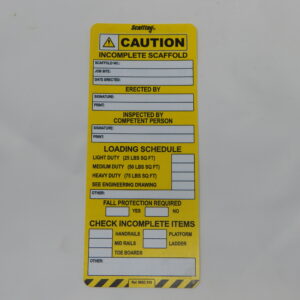 Scafftag
CAUTION
INCOMPLETE SCAFFOLD
SCAFFOLD NO.:
JOB SITE:
DATE ERECTED:
ERECTED BY
SIGNATURE:
PRINT:
INSPECTED BY
COMPETENT PERSON
SIGNATURE:
PRINT:
LOADING SCHEDULE
LIGHT DUTY (25 LBS SQ FT)
MEDIUM DUTY (50 LBS SQ FT)
HEAVY DUTY (75 LBS SQ FT)
SEE ENGINEERING DRAWING
OTHER:
FALL PROTECTION REQUIRED
YES NO
CHECK INCOMPLETE ITEMS
HANDRAILS PLATFORM
MID RAILS LADDER
TOE BOARDS
OTHER: